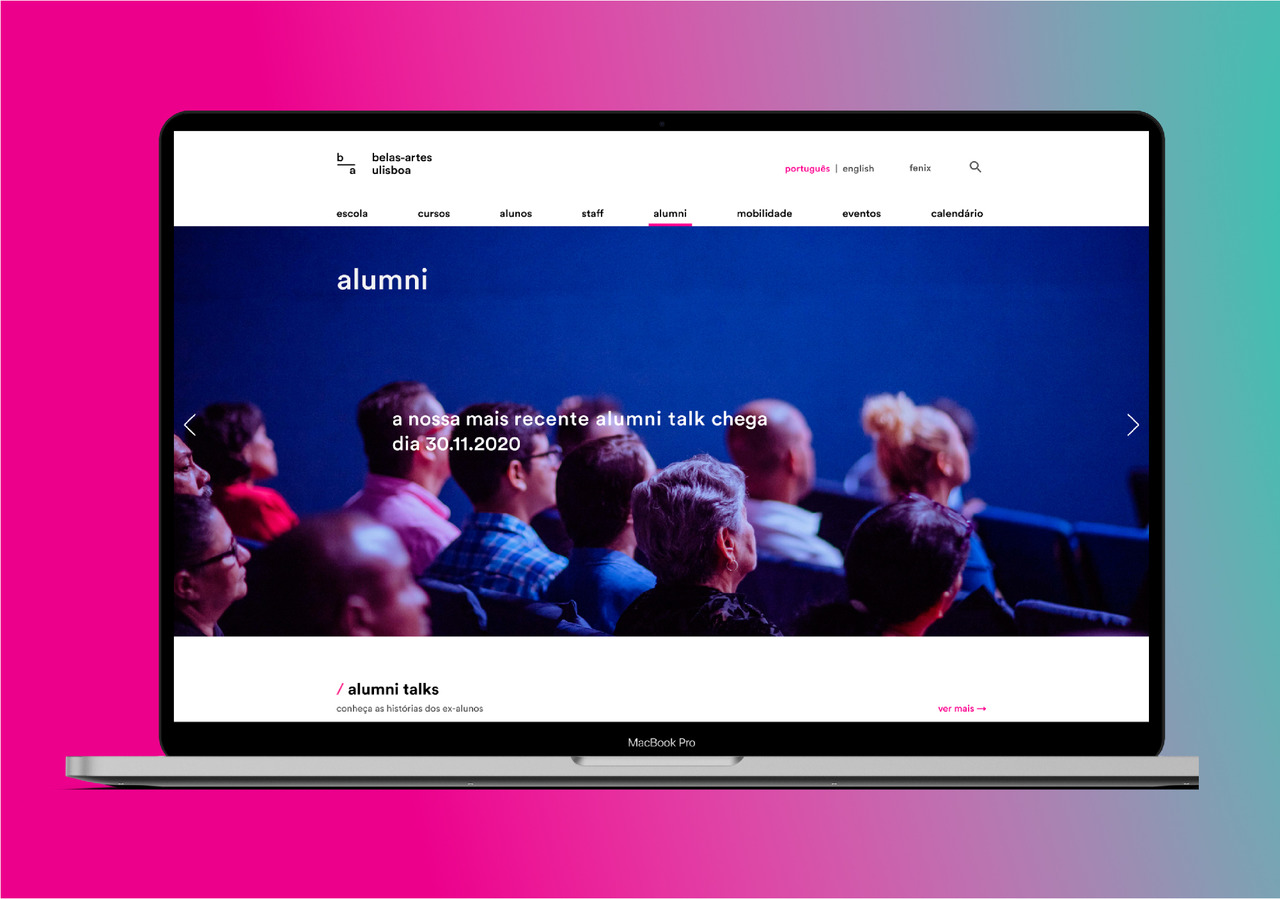 b
a
belas-artes
ulisboa
português | english
fenix
escola
cursos
alunos
staff
alumni
mobilidade
eventos
calendário
alumni
a nossa mais recente alumni talk chega
dia 30.11.2020
/ alumni talks
conheça as histórias dos ex-alunos
ver mais →
MacBook Pro